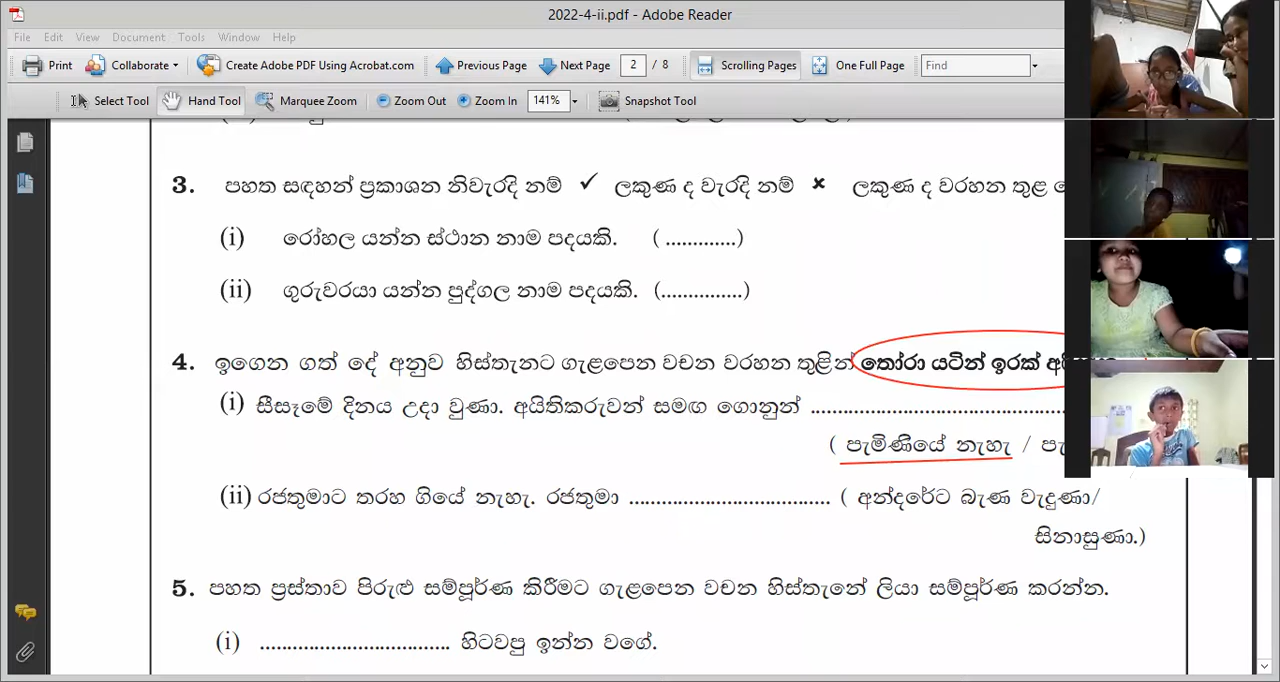 2022-4-ii.pdf - Adobe Reader
File Edit View Document Tools Window Help
Print Collaborate Create Adobe PDF Using Acrobat.com Previous Page Next Page 2 / 8 Scrolling Pages One Full Page Find
Select Tool Hand Tool Marquee Zoom Zoom Out Zoom In 141% Snapshot Tool
3. පහත සඳහන් ප්‍රකාශන නිවැරදි නම් ✓ ලකුණ ද වැරදි නම් ✗ ලකුණ ද වරහන තුළ
(i) රෝහල යන්න ස්ථාන නාම පදයකි. ( .............)
(ii) ගුරුවරයා යන්න පුද්ගල නාම පදයකි. (...............)
4. ඉගෙන ගත් දේ අනුව හිස්තැනට ගැළපෙන වචන වරහන තුළින් තෝරා යටින් ඉරක්
(i) සීසෑමේ දිනය උදා වුණා. අයිතිකරුවන් සමඟ ගොනුන් ................................................
( පැමිණියේ නැහැ /
(ii) රජතුමාට තරහ ගියේ නැහැ. රජතුමා ................................... ( අන්දරේට බැණ වැදුණා/
සිනාසුණා.)
5. පහත ප්‍රස්තාව පිරුළු සම්පූර්ණ කිරීමට ගැළපෙන වචන හිස්තැනේ ලියා සම්පූර්ණ කරන්න.
(i) ................................. හිටවපු ඉන්න වගේ.